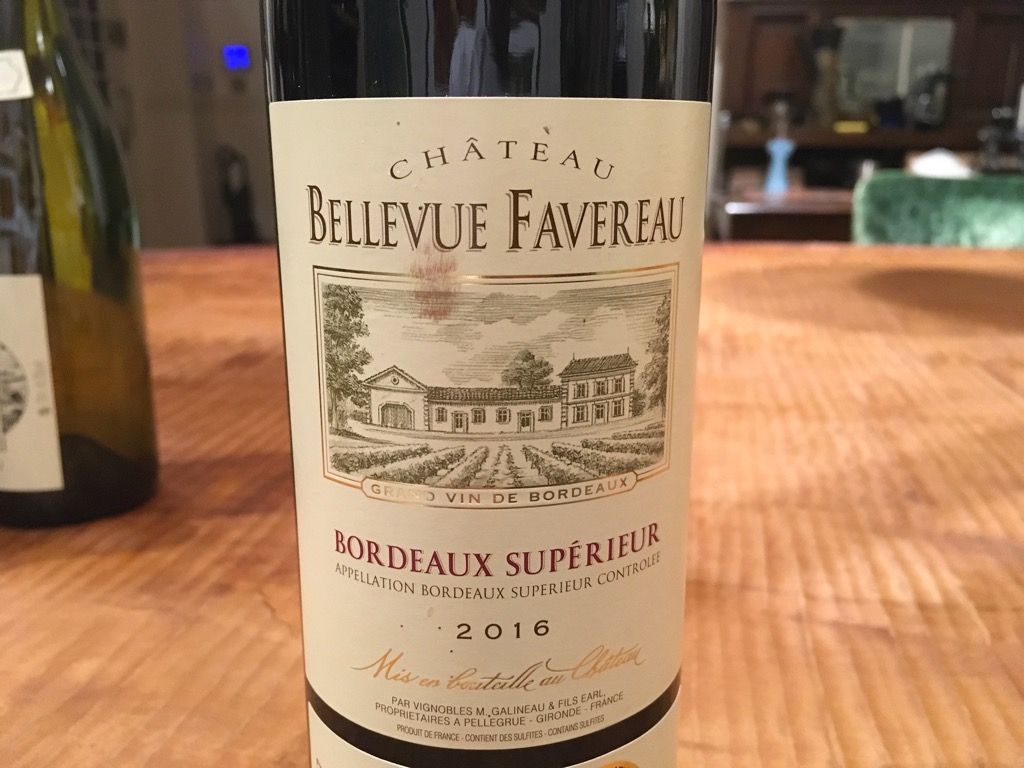 CHÂTEAU
BELLEVUE FAVEREAU
GRAND VIN DE BORDEAUX
BORDEAUX SUPÉRIEUR
APPELLATION BORDEAUX SUPERIEUR CONTROLÉE
2016
Mis en bouteille au Château
PAR VIGNOBLES M. GALINEAU & FILS EARL,
PROPRIETAIRES A PELLEGRUE - GIRONDE - FRANCE
PRODUIT DE FRANCE - CONTIENT DES SULFITES - CONTAINS SULFITES